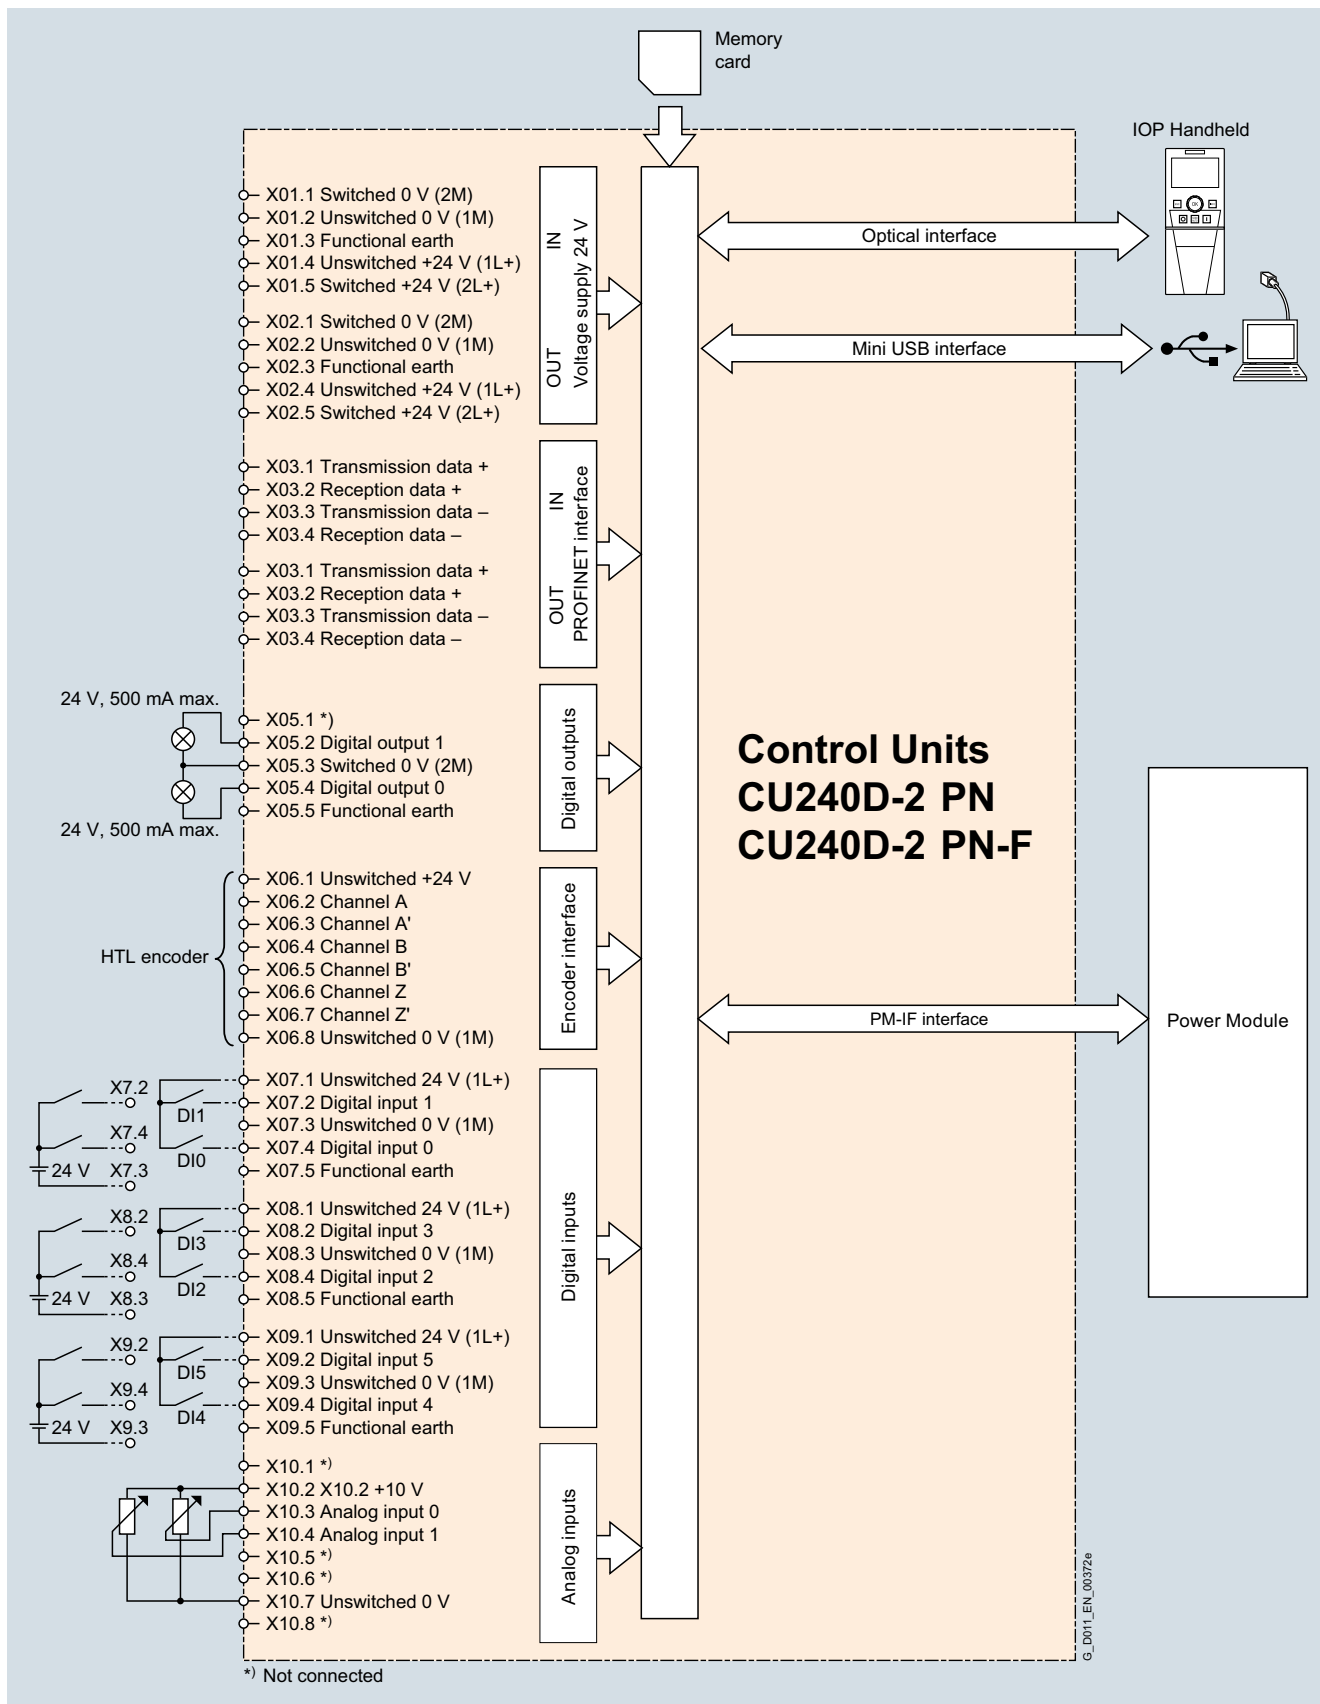 Memory
card
IOP Handheld
X01.1 Switched 0 V (2M)
X01.2 Unswitched 0 V (1M)
X01.3 Functional earth
X01.4 Unswitched +24 V (1L+)
X01.5 Switched +24 V (2L+)
X02.1 Switched 0 V (2M)
X02.2 Unswitched 0 V (1M)
X02.3 Functional earth
X02.4 Unswitched +24 V (1L+)
X02.5 Switched +24 V (2L+)
OUT IN
Voltage supply 24 V
Optical interface
Mini USB interface
X03.1 Transmission data +
X03.2 Reception data +
X03.3 Transmission data –
X03.4 Reception data –
X03.1 Transmission data +
X03.2 Reception data +
X03.3 Transmission data –
X03.4 Reception data –
OUT IN
PROFINET interface
24 V, 500 mA max.
24 V, 500 mA max.
X05.1 *)
X05.2 Digital output 1
X05.3 Switched 0 V (2M)
X05.4 Digital output 0
X05.5 Functional earth
Digital outputs
Control Units
CU240D-2 PN
CU240D-2 PN-F
HTL encoder
X06.1 Unswitched +24 V
X06.2 Channel A
X06.3 Channel A'
X06.4 Channel B
X06.5 Channel B'
X06.6 Channel Z
X06.7 Channel Z'
X06.8 Unswitched 0 V (1M)
Encoder interface
PM-IF interface
Power Module
X7.2
X7.4
24 V X7.3
DI1
DI0
X07.1 Unswitched 24 V (1L+)
X07.2 Digital input 1
X07.3 Unswitched 0 V (1M)
X07.4 Digital input 0
X07.5 Functional earth
X8.2
X8.4
24 V X8.3
DI3
DI2
X08.1 Unswitched 24 V (1L+)
X08.2 Digital input 3
X08.3 Unswitched 0 V (1M)
X08.4 Digital input 2
X08.5 Functional earth
Digital inputs
X9.2
X9.4
24 V X9.3
DI5
DI4
X09.1 Unswitched 24 V (1L+)
X09.2 Digital input 5
X09.3 Unswitched 0 V (1M)
X09.4 Digital input 4
X09.5 Functional earth
X10.1 *)
X10.2 X10.2 +10 V
X10.3 Analog input 0
X10.4 Analog input 1
X10.5 *)
X10.6 *)
X10.7 Unswitched 0 V
X10.8 *)
Analog inputs
G_D011_EN_00372e
*) Not connected